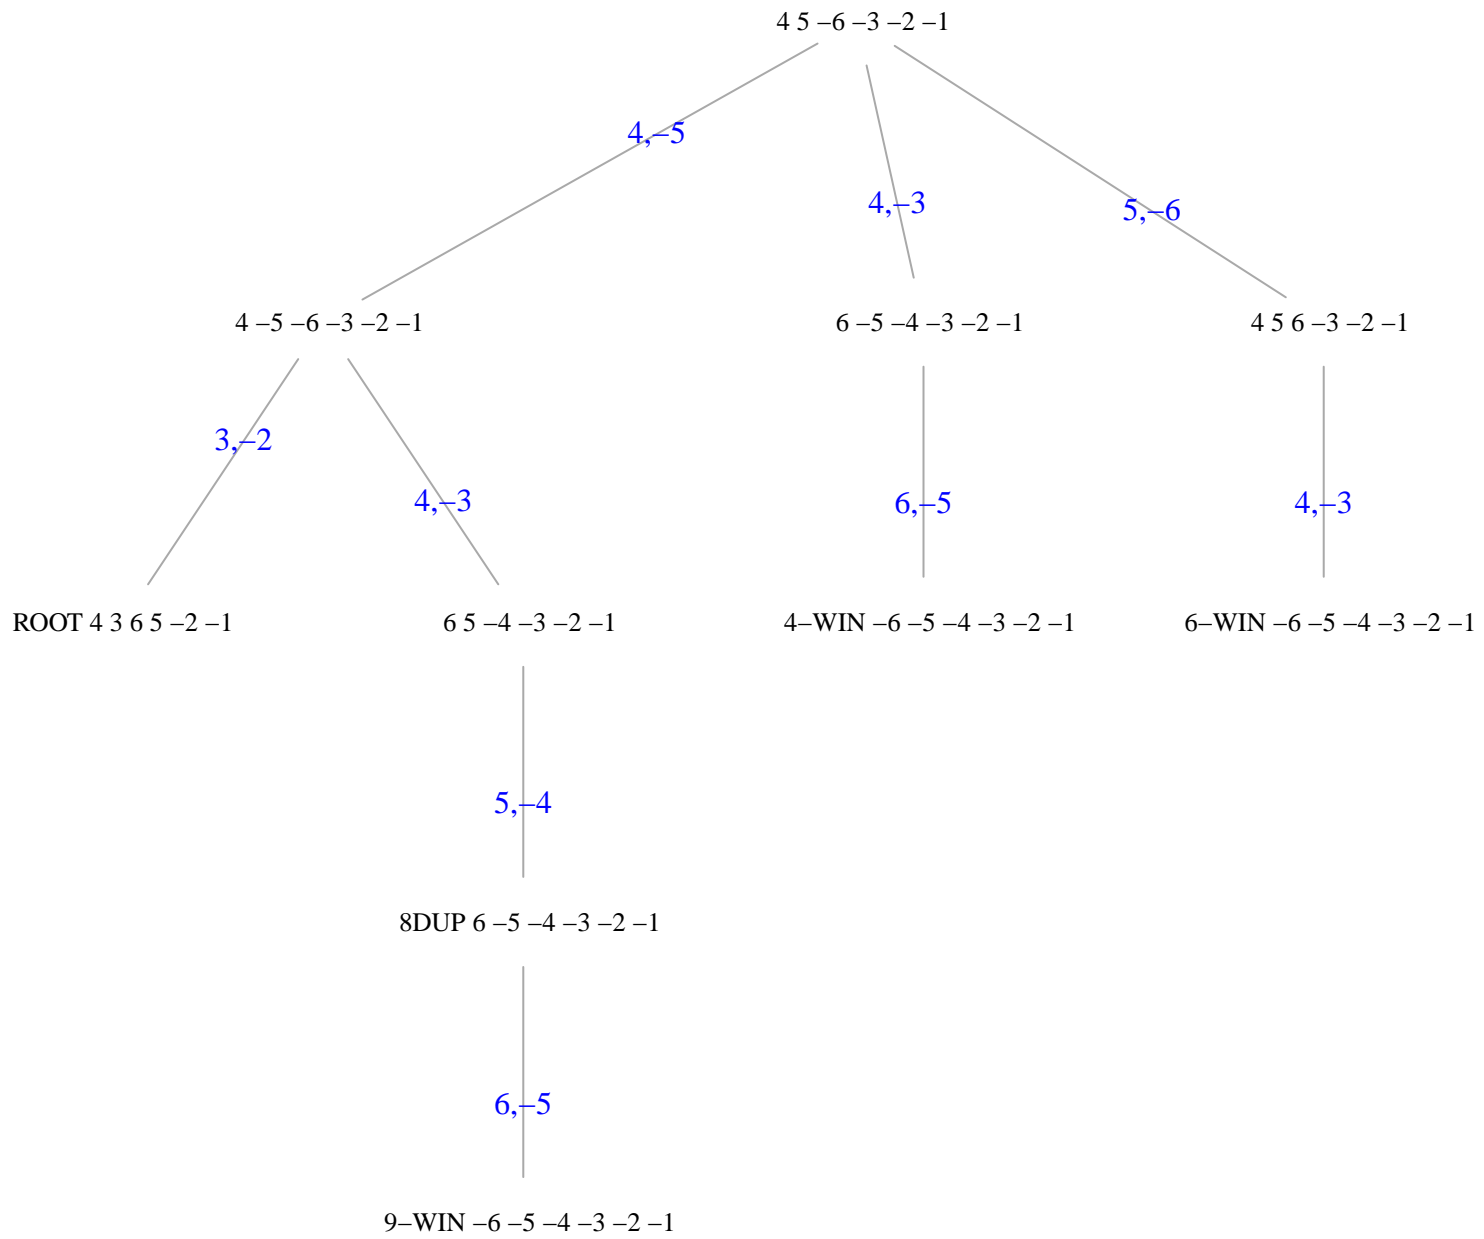 4 5 –6 –3 –2 –1
4,–5
4,–3
5,–6
4 –5 –6 –3 –2 –1
6 –5 –4 –3 –2 –1
4 5 6 –3 –2 –1
3,–2
4,–3
6,–5
4,–3
ROOT 4 3 6 5 –2 –1
6 5 –4 –3 –2 –1
4–WIN –6 –5 –4 –3 –2 –1
6–WIN –6 –5 –4 –3 –2 –1
5,–4
8DUP 6 –5 –4 –3 –2 –1
6,–5
9–WIN –6 –5 –4 –3 –2 –1